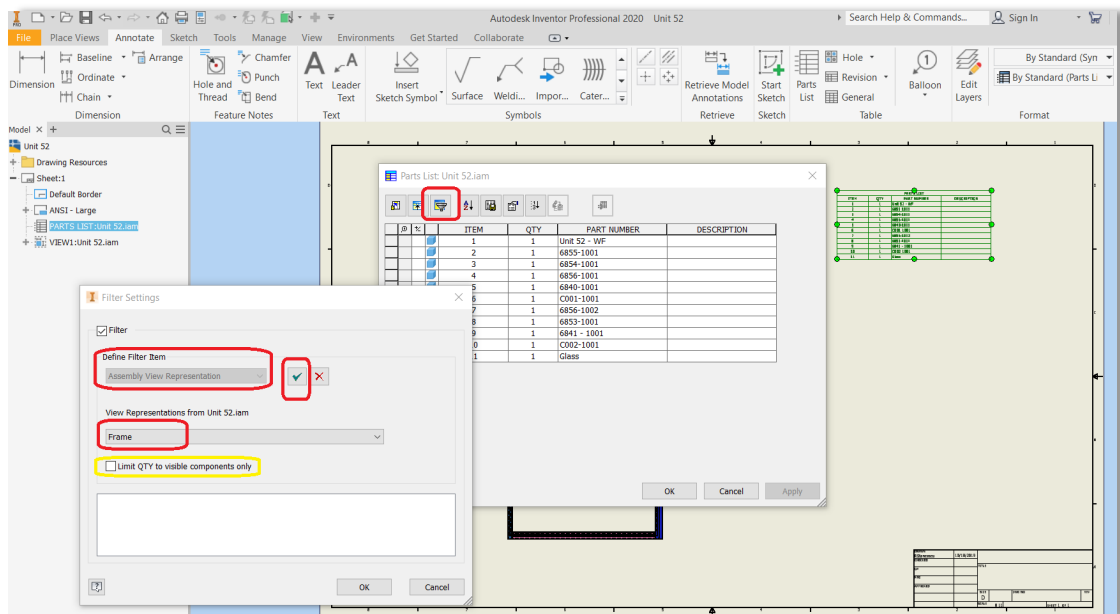 Autodesk Inventor Professional 2020 Unit 52
Search Help & Commands...
Sign In
File Place Views Annotate Sketch Tools Manage View Environments Get Started Collaborate
Dimension
Baseline
Arrange
Ordinate
Chain
Dimension
Hole and Thread
Chamfer
Punch
Bend
Feature Notes
Text
Leader Text
Text
Insert Sketch Symbol
Surface Weldi... Impor... Cater...
Symbols
Retrieve Model Annotations
Retrieve
Start Sketch
Sketch
Parts List
Hole
Revision
General
Table
Balloon
Edit Layers
By Standard (Syn
By Standard (Parts Li
Format
Model
Unit 52
Drawing Resources
Sheet:1
Default Border
ANSI - Large
PARTS LIST:Unit 52.iam
VIEW1:Unit 52.iam
Parts List: Unit 52.iam
ITEM QTY PART NUMBER DESCRIPTION
1 1 Unit 52 - WF
2 1 6855-1001
3 1 6854-1001
4 1 6856-1001
5 1 6840-1001
6 1 C001-1001
7 1 6856-1002
8 1 6853-1001
9 1 6841 - 1001
0 1 C002-1001
1 1 Glass
OK Cancel Apply
Filter Settings
Filter
Define Filter Item
Assembly View Representation
View Representations from Unit 52.iam
Frame
Limit QTY to visible components only
OK Cancel
PARTS LIST
ITEM QTY PART NUMBER DESCRIPTION